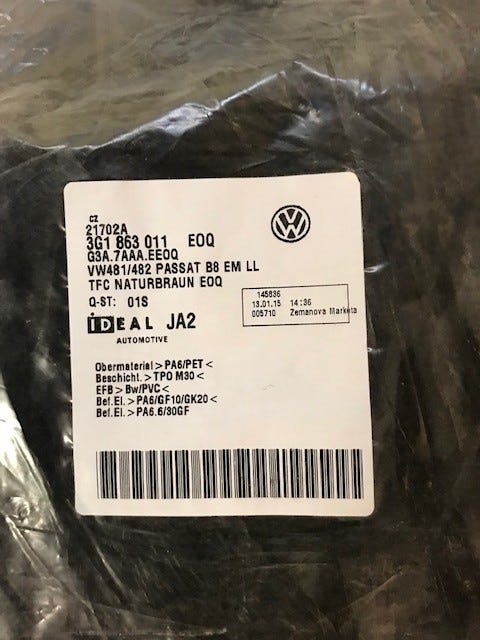 CZ
21702A
3G1 863 011 EOQ
G3A.7AAA.EEOQ
VW481/482 PASSAT B8 EM LL
TFC NATURBRAUN EOQ
Q-ST: 01S
145836
13.01.15 14:36
005710 Zemanova Marketa
IDEAL JA2
AUTOMOTIVE
Obermaterial>PA6/PET<
Beschicht.>TPO M30<
EFB>Bw/PVC<
Bef.El.>PA6/GF10/GK20<
Bef.El.>PA6.6/30GF
VW